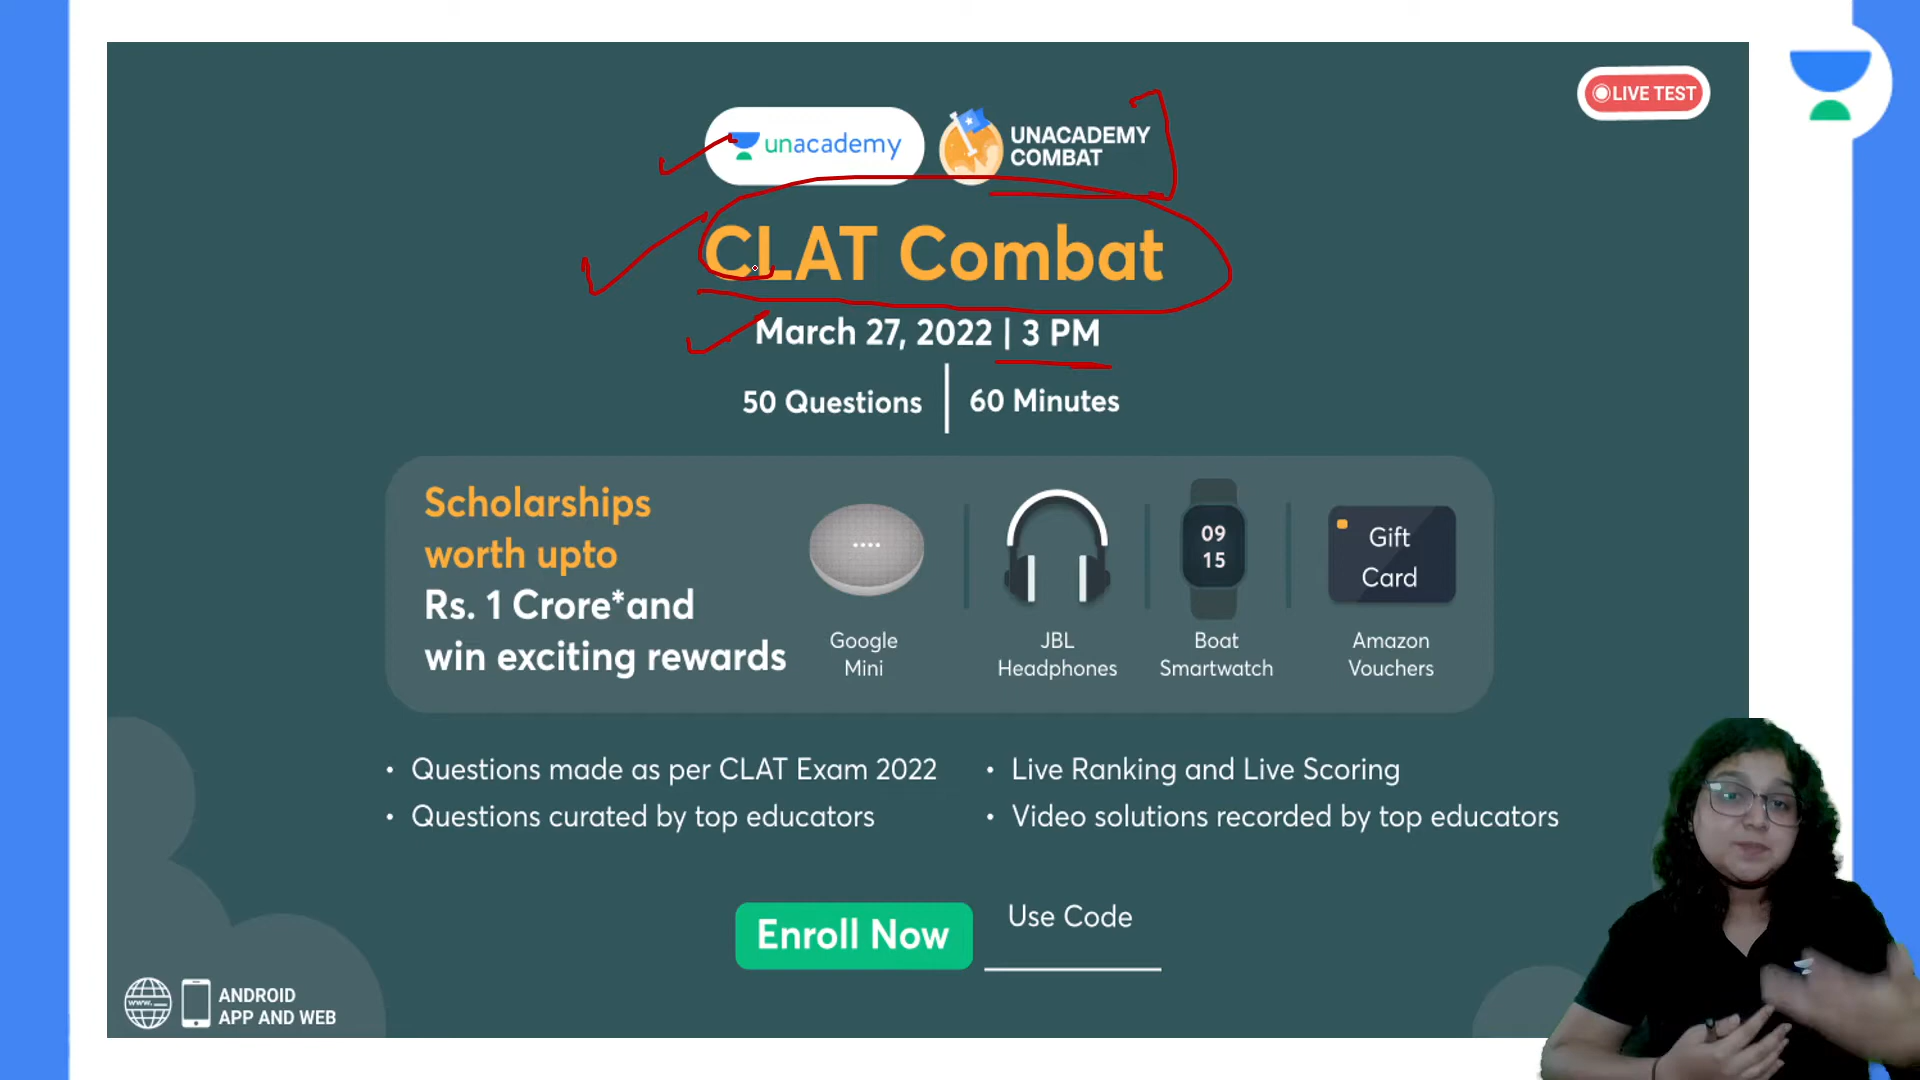 LIVE TEST
unacademy
UNACADEMY
COMBAT
CLAT Combat
March 27, 2022 | 3 PM
50 Questions
60 Minutes
Scholarships
worth upto
Rs. 1 Crore*and
win exciting rewards
09
15
Gift
Card
Google
Mini
JBL
Headphones
Boat
Smartwatch
Amazon
Vouchers
• Questions made as per CLAT Exam 2022
• Questions curated by top educators
• Live Ranking and Live Scoring
• Video solutions recorded by top educators
Enroll Now
Use Code
www.
ANDROID
APP AND WEB